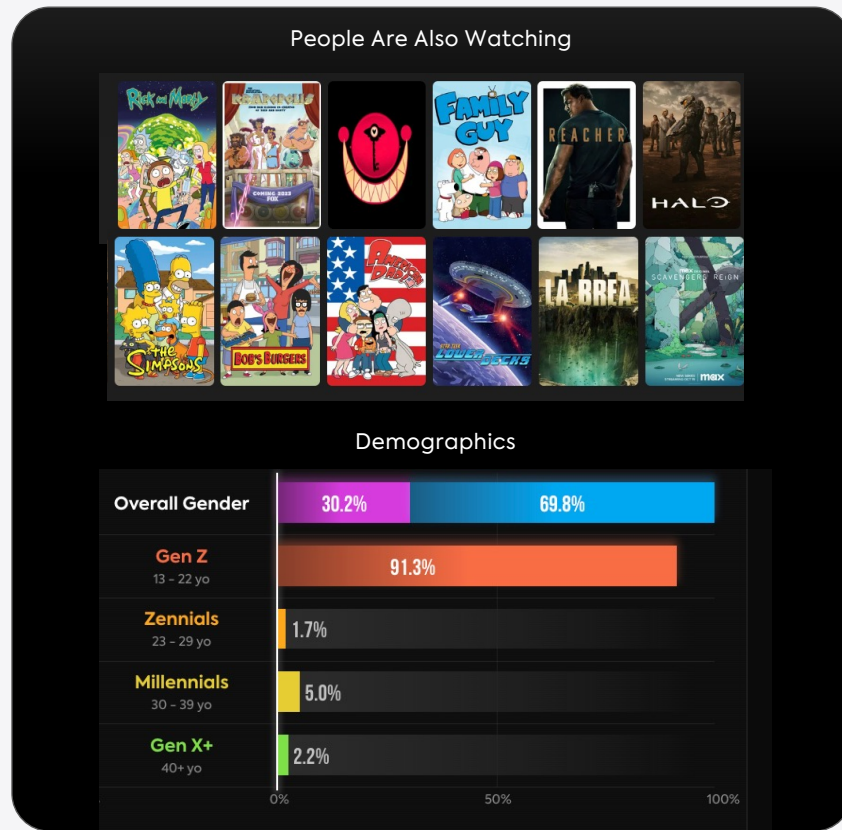 People Are Also Watching
Rick and Morty
KRAPOPOLIS
COMING 2023
FOX
FAMILY
GUY
REACHER
HALO
THE
SIMPSONS
BOB'S BURGERS
AMERICAN
DAD!
STAR TREK
LOWER DECKS
LA BREA
SCAVENGERS REIGN
max
Demographics
Overall Gender
30.2%
69.8%
Gen Z
13 - 22 yo
91.3%
Zennials
23 - 29 yo
1.7%
Millennials
30 - 39 yo
5.0%
Gen X+
40+ yo
2.2%
0%
50%
100%